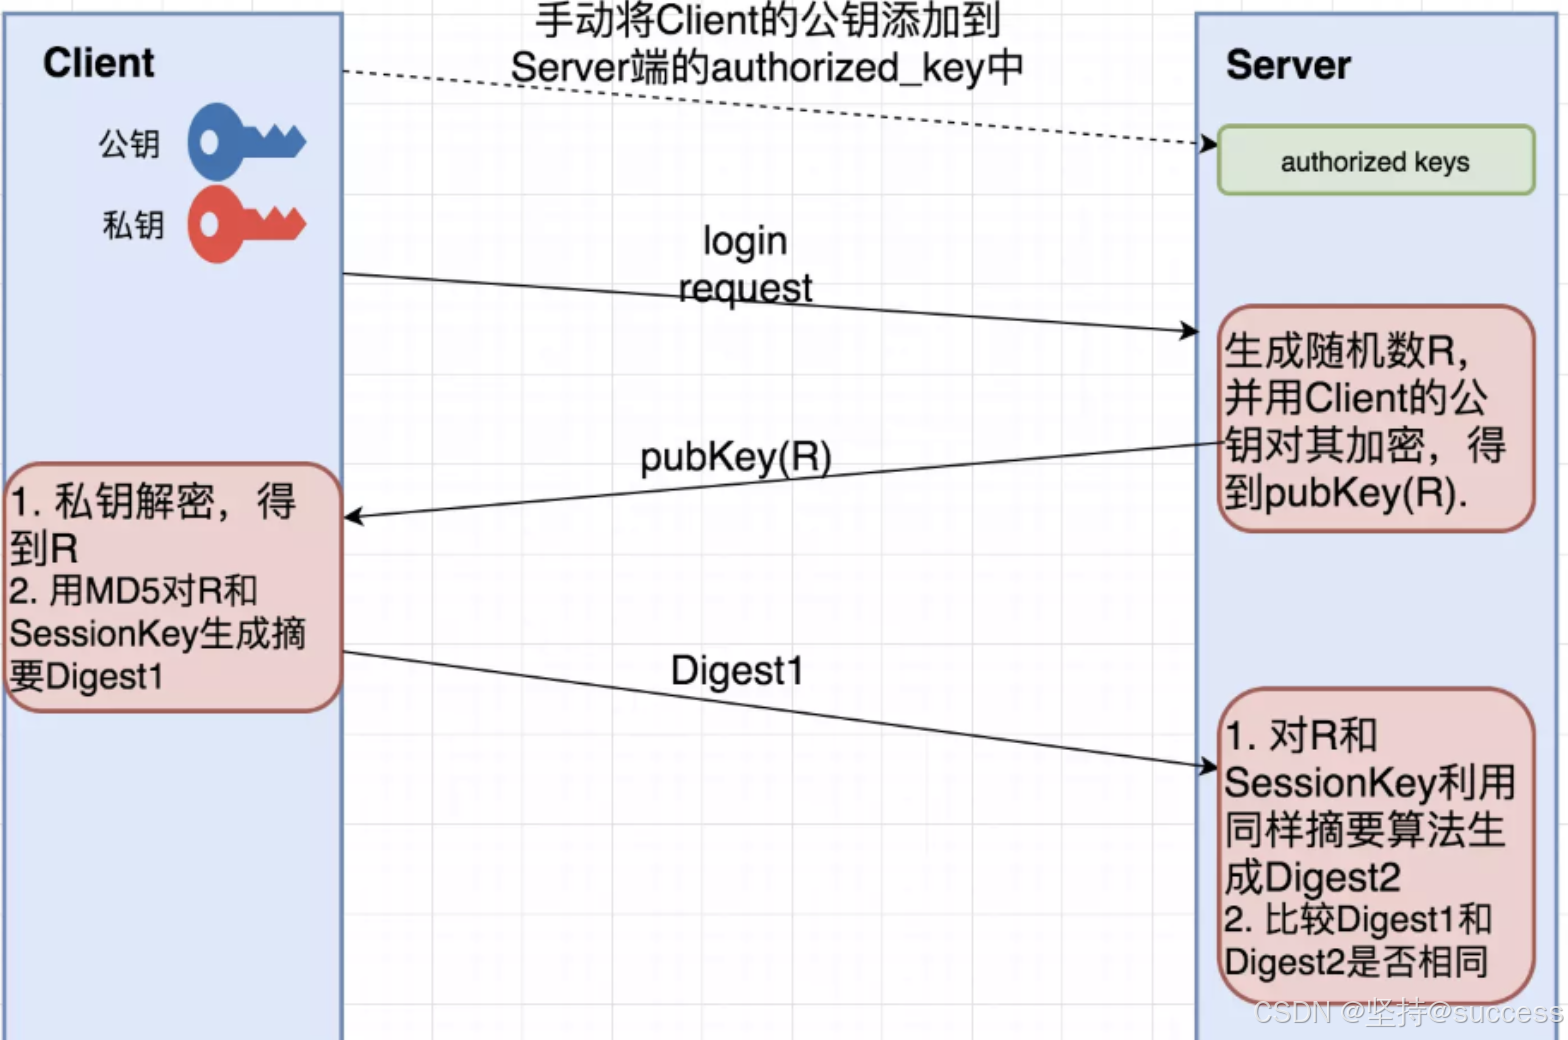 手动将Client的公钥添加到
Server端的authorized_key中
Client
Server
公钥
authorized keys
私钥
login
request
生成随机数R，
并用Client的公
钥对其加密，得
到pubKey(R).
pubKey(R)
1. 私钥解密，得
到R
2. 用MD5对R和
SessionKey生成摘
要Digest1
Digest1
1. 对R和
SessionKey利用
同样摘要算法生
成Digest2
2. 比较Digest1和
Digest2是否相同
CSDN @坚持@success